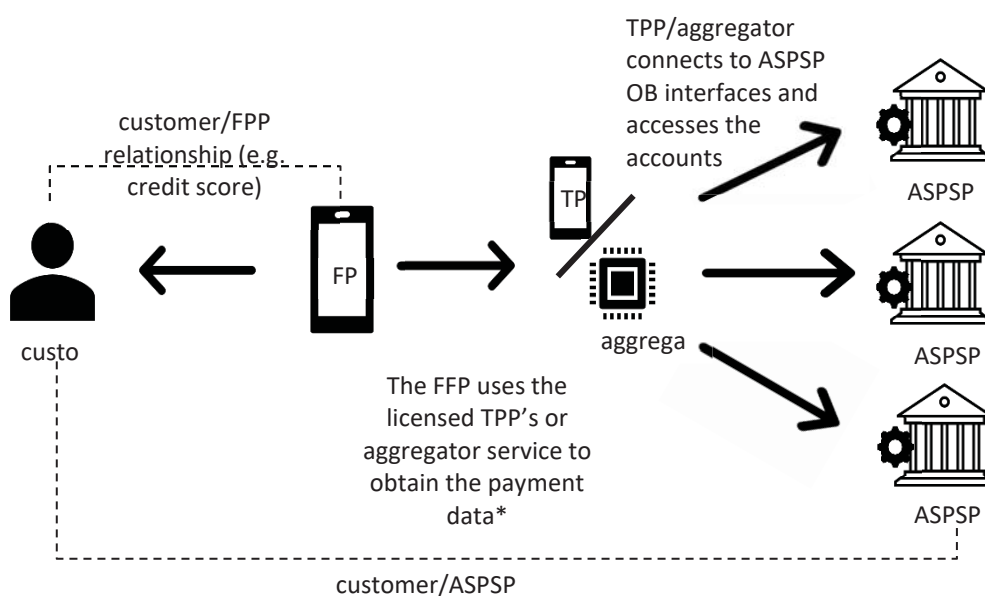 customer/FPP
relationship (e.g.
credit score)
TPP/aggregator
connects to ASPSP
OB interfaces and
accesses the
accounts
custo
FP
The FFP uses the
licensed TPP’s or
aggregator service to
obtain the payment
data*
TP
aggrega
ASPSP
ASPSP
ASPSP
customer/ASPSP